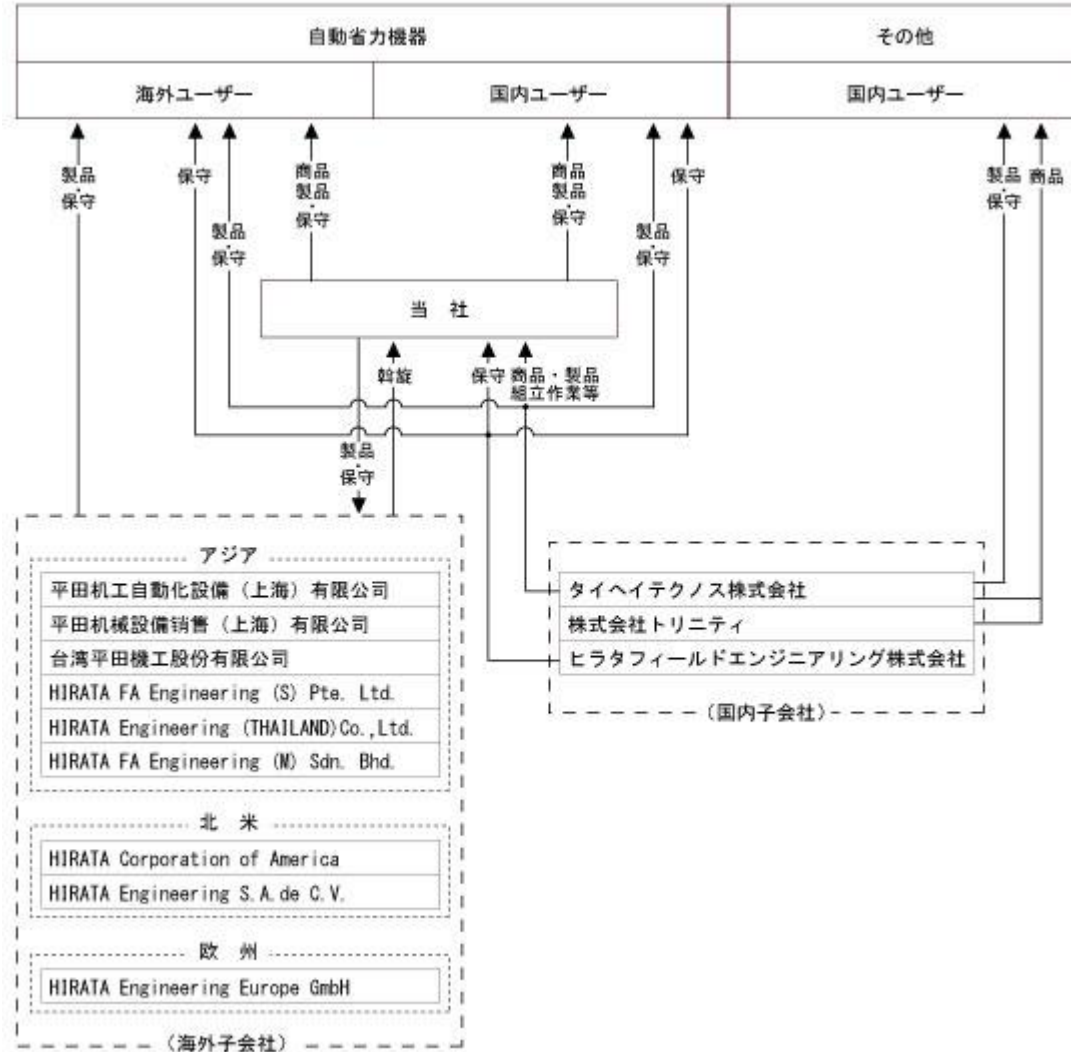 自動省力機器
その他
海外ユーザー
国内ユーザー
国内ユーザー
製品
・
保守
保守
製品
・
保守
商品
・
製品
・
保守
商品
・
製品
・
保守
製品
・
保守
保守
製品
・
保守
商品
当 社
斡旋
保守
商品・製品
組立作業等
製品
・
保守
アジア
平田机工自動化設備（上海）有限公司
平田机械設備销售（上海）有限公司
台湾平田機工股份有限公司
HIRATA FA Engineering (S) Pte. Ltd.
HIRATA Engineering (THAILAND)Co.,Ltd.
HIRATA FA Engineering (M) Sdn. Bhd.
北 米
HIRATA Corporation of America
HIRATA Engineering S.A.de C.V.
欧 州
HIRATA Engineering Europe GmbH
（海外子会社）
タイヘイテクノス株式会社
株式会社トリニティ
ヒラタフィールドエンジニアリング株式会社
（国内子会社）